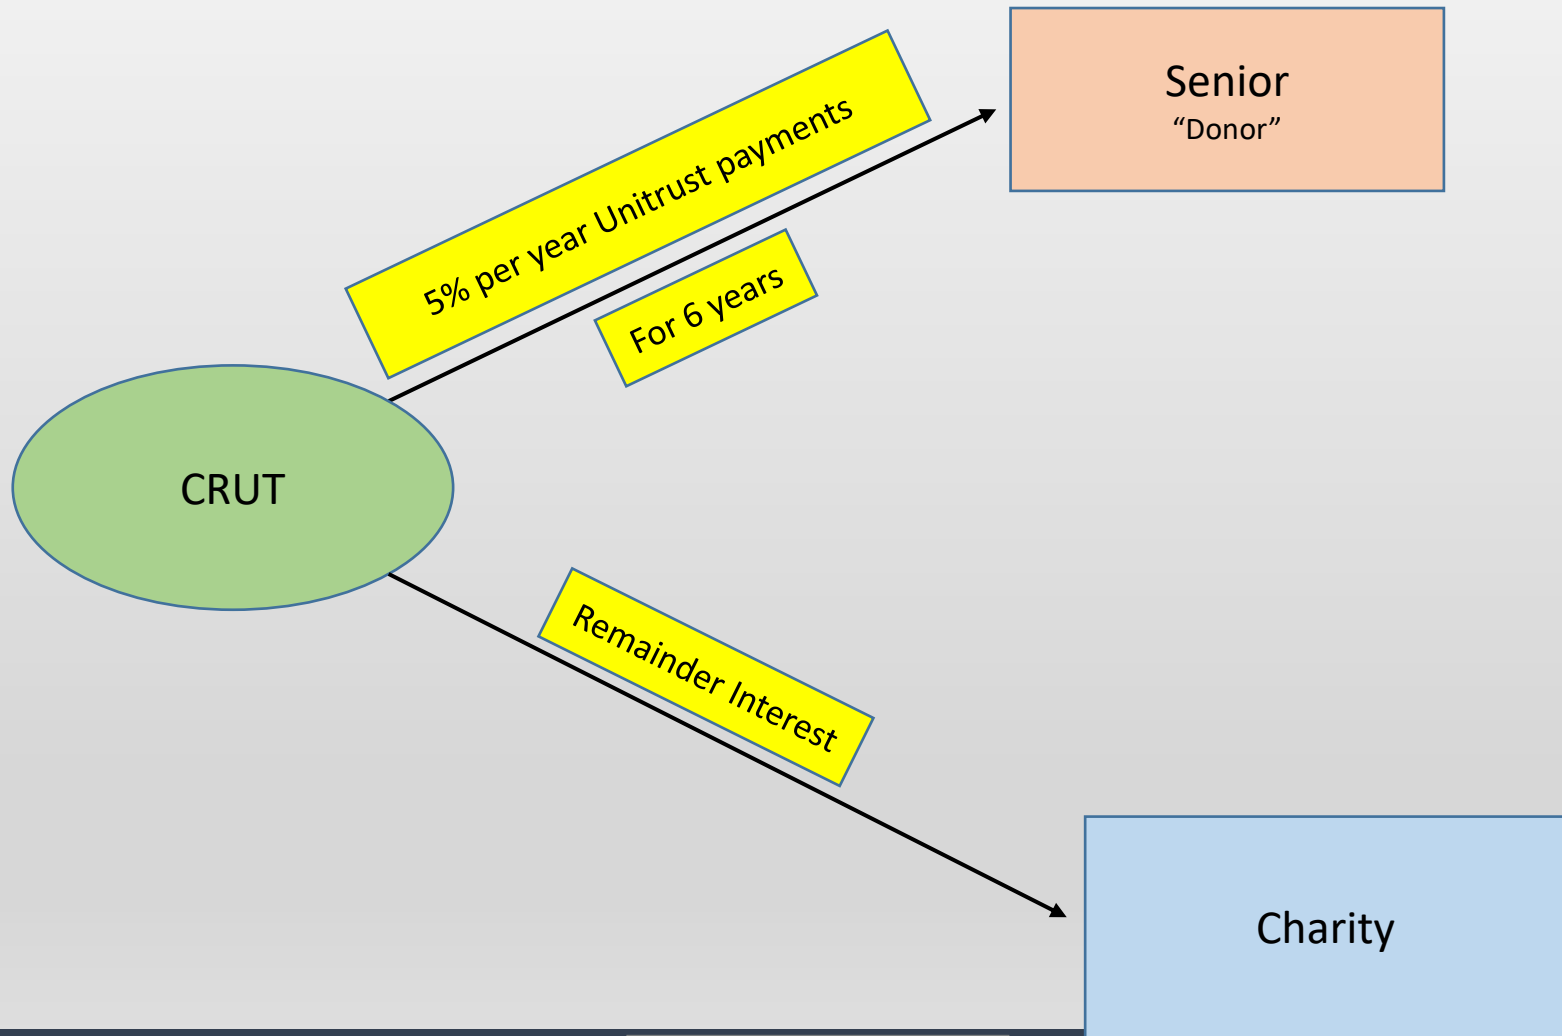 Senior
“Donor”
5% per year Unitrust payments
For 6 years
CRUT
Remainder Interest
Charity